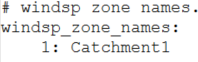 # windsp zone names.
windsp_zone_names:
    1: Catchment1